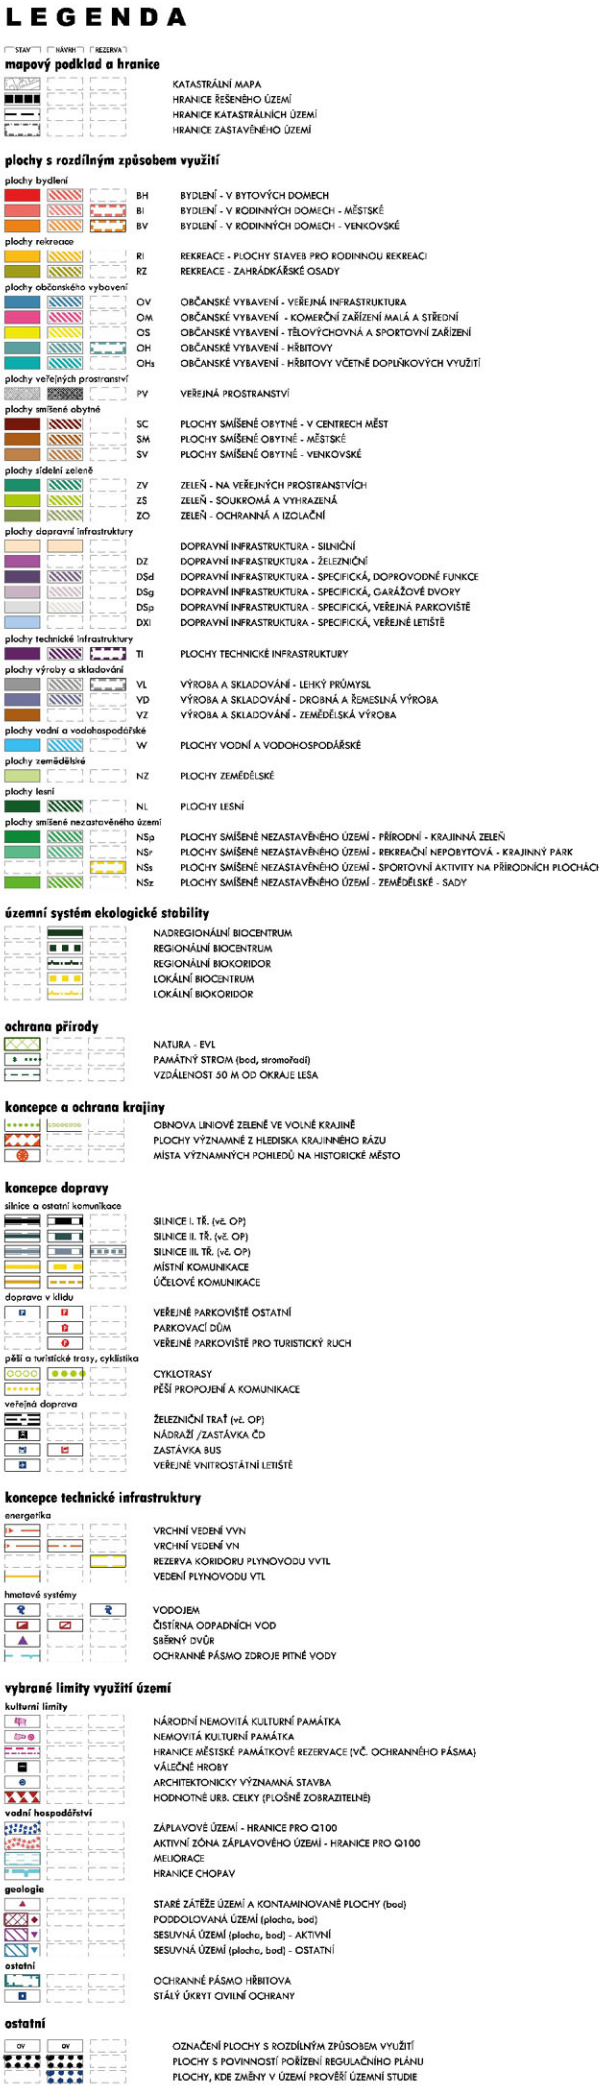 LEGENDA
STAV NÁVRH REZERVA
mapový podklad a hranice
KATASTRÁLNÍ MAPA
HRANICE ŘEŠENÉHO ÚZEMÍ
HRANICE KATASTRÁLNÍCH ÚZEMÍ
HRANICE ZASTAVĚNÉHO ÚZEMÍ
plochy s rozdílným způsobem využití
plochy bydlení
BH BYDLENÍ - V BYTOVÝCH DOMECH
BI BYDLENÍ - V RODINNÝCH DOMECH - MĚSTSKÉ
BV BYDLENÍ - V RODINNÝCH DOMECH - VENKOVSKÉ
plochy rekreace
RI REKREACE - PLOCHY STAVEB PRO RODINNOU REKREACI
RZ REKREACE - ZAHRÁDKÁŘSKÉ OSADY
plochy občanského vybavení
OV OBČANSKÉ VYBAVENÍ - VEŘEJNÁ INFRASTRUKTURA
OM OBČANSKÉ VYBAVENÍ - KOMERČNÍ ZAŘÍZENÍ MALÁ A STŘEDNÍ
OS OBČANSKÉ VYBAVENÍ - TĚLOVÝCHOVNÁ A SPORTOVNÍ ZAŘÍZENÍ
OH OBČANSKÉ VYBAVENÍ - HŘBITOVY
OHs OBČANSKÉ VYBAVENÍ - HŘBITOVY VČETNĚ DOPLŇKOVÝCH VYUŽITÍ
plochy veřejných prostranství
PV VEŘEJNÁ PROSTRANSTVÍ
plochy smíšené obytné
SC PLOCHY SMÍŠENÉ OBYTNÉ - V CENTRECH MĚST
SM PLOCHY SMÍŠENÉ OBYTNÉ - MĚSTSKÉ
SV PLOCHY SMÍŠENÉ OBYTNÉ - VENKOVSKÉ
plochy sídelní zeleně
ZV ZELEŇ - NA VEŘEJNÝCH PROSTRANSTVÍCH
ZS ZELEŇ - SOUKROMÁ A VYHRAZENÁ
ZO ZELEŇ - OCHRANNÁ A IZOLAČNÍ
plochy dopravní infrastruktury
DOPRAVNÍ INFRASTRUKTURA - SILNIČNÍ
DZ DOPRAVNÍ INFRASTRUKTURA - ŽELEZNIČNÍ
DSd DOPRAVNÍ INFRASTRUKTURA - SPECIFICKÁ, DOPROVODNÉ FUNKCE
DSg DOPRAVNÍ INFRASTRUKTURA - SPECIFICKÁ, GARÁŽOVÉ DVORY
DSp DOPRAVNÍ INFRASTRUKTURA - SPECIFICKÁ, VEŘEJNÁ PARKOVIŠTĚ
DXl DOPRAVNÍ INFRASTRUKTURA - SPECIFICKÁ, VEŘEJNÉ LETIŠTĚ
plochy technické infrastruktury
TI PLOCHY TECHNICKÉ INFRASTRUKTURY
plochy výroby a skladování
VL VÝROBA A SKLADOVÁNÍ - LEHKÝ PRŮMYSL
VD VÝROBA A SKLADOVÁNÍ - DROBNÁ A ŘEMESLNÁ VÝROBA
VZ VÝROBA A SKLADOVÁNÍ - ZEMĚDĚLSKÁ VÝROBA
plochy vodní a vodohospodářské
W PLOCHY VODNÍ A VODOHOSPODÁŘSKÉ
plochy zemědělské
NZ PLOCHY ZEMĚDĚLSKÉ
plochy lesní
NL PLOCHY LESNÍ
plochy smíšené nezastavěného území
NSp PLOCHY SMÍŠENÉ NEZASTAVĚNÉHO ÚZEMÍ - PŘÍRODNÍ - KRAJINNÁ ZELEŇ
NSr PLOCHY SMÍŠENÉ NEZASTAVĚNÉHO ÚZEMÍ - REKREAČNÍ NEPOBYTOVÁ - KRAJINNÝ PARK
NSs PLOCHY SMÍŠENÉ NEZASTAVĚNÉHO ÚZEMÍ - SPORTOVNÍ AKTIVITY NA PŘÍRODNÍCH PLOCHÁCH
NSz PLOCHY SMÍŠENÉ NEZASTAVĚNÉHO ÚZEMÍ - ZEMĚDĚLSKÉ - SADY
územní systém ekologické stability
NADREGIONÁLNÍ BIOCENTRUM
REGIONÁLNÍ BIOCENTRUM
REGIONÁLNÍ BIOKORIDOR
LOKÁLNÍ BIOCENTRUM
LOKÁLNÍ BIOKORIDOR
ochrana přírody
NATURA - EVL
PAMÁTNÝ STROM (bod, stromořadí)
VZDÁLENOST 50 M OD OKRAJE LESA
koncepce a ochrana krajiny
OBNOVA LINIOVÉ ZELENĚ VE VOLNÉ KRAJINĚ
PLOCHY VÝZNAMNÉ Z HLEDISKA KRAJINNÉHO RÁZU
MÍSTA VÝZNAMNÝCH POHLEDŮ NA HISTORICKÉ MĚSTO
koncepce dopravy
silnice a ostatní komunikace
SILNICE I. TŘ. (vč. OP)
SILNICE II. TŘ. (vč. OP)
SILNICE III. TŘ. (vč. OP)
MÍSTNÍ KOMUNIKACE
ÚČELOVÉ KOMUNIKACE
doprava v klidu
P P VEŘEJNÉ PARKOVIŠTĚ OSTATNÍ
PARKOVACÍ DŮM
P VEŘEJNÉ PARKOVIŠTĚ PRO TURISTICKÝ RUCH
pěší a turistické trasy, cyklistika
CYKLOTRASY
PĚŠÍ PROPOJENÍ A KOMUNIKACE
veřejná doprava
ŽELEZNIČNÍ TRAŤ (vč. OP)
NÁDRAŽÍ /ZASTÁVKA ČD
ZASTÁVKA BUS
VEŘEJNÉ VNITROSTÁTNÍ LETIŠTĚ
koncepce technické infrastruktury
energetika
VRCHNÍ VEDENÍ VVN
VRCHNÍ VEDENÍ VN
REZERVA KORIDORU PLYNOVODU VVTL
VEDENÍ PLYNOVODU VTL
hmotové systémy
VODOJEM
ČISTÍRNA ODPADNÍCH VOD
SBĚRNÝ DVŮR
OCHRANNÉ PÁSMO ZDROJE PITNÉ VODY
vybrané limity využití území
kulturní limity
NÁRODNÍ NEMOVITÁ KULTURNÍ PAMÁTKA
NEMOVITÁ KULTURNÍ PAMÁTKA
HRANICE MĚSTSKÉ PAMÁTKOVÉ REZERVACE (VČ. OCHRANNÉHO PÁSMA)
VÁLEČNÉ HROBY
ARCHITEKTONICKY VÝZNAMNÁ STAVBA
HODNOTNÉ URB. CELKY (PLOŠNĚ ZOBRAZITELNÉ)
vodní hospodářství
ZÁPLAVOVÉ ÚZEMÍ - HRANICE PRO Q100
AKTIVNÍ ZÓNA ZÁPLAVOVÉHO ÚZEMÍ - HRANICE PRO Q100
MELIORACE
HRANICE CHOPAV
geologie
STARÉ ZÁTĚŽE ÚZEMÍ A KONTAMINOVANÉ PLOCHY (bod)
PODDOLOVANÁ ÚZEMÍ (plocha, bod)
SESUVNÁ ÚZEMÍ (plocha, bod) - AKTIVNÍ
SESUVNÁ ÚZEMÍ (plocha, bod) - OSTATNÍ
ostatní
OCHRANNÉ PÁSMO HŘBITOVA
STÁLÝ ÚKRYT CIVILNÍ OCHRANY
ostatní
OV OV OZNAČENÍ PLOCHY S ROZDÍLNÝM ZPŮSOBEM VYUŽITÍ
PLOCHY S POVINNOSTÍ POŘÍZENÍ REGULAČNÍHO PLÁNU
PLOCHY, KDE ZMĚNY V ÚZEMÍ PROVĚŘÍ ÚZEMNÍ STUDIE